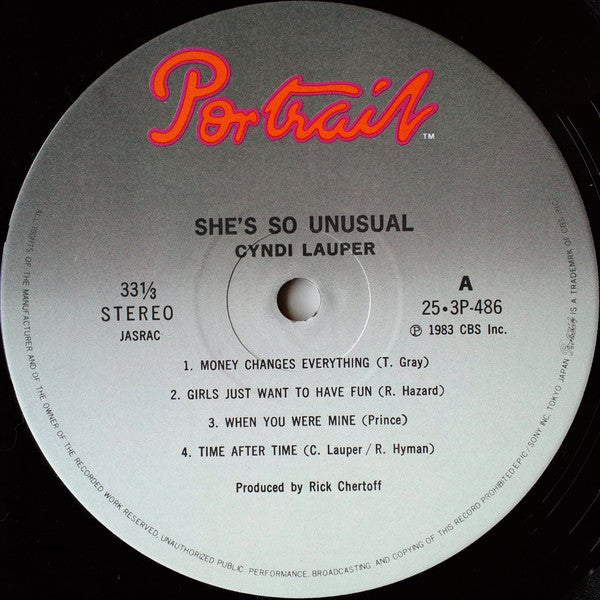 Portrait™
SHE'S SO UNUSUAL
CYNDI LAUPER
33⅓
STEREO
JASRAC
A
25•3P-486
Ⓟ 1983 CBS Inc.
1. MONEY CHANGES EVERYTHING (T. Gray)
2. GIRLS JUST WANT TO HAVE FUN (R. Hazard)
3. WHEN YOU WERE MINE (Prince)
4. TIME AFTER TIME (C. Lauper / R. Hyman)
Produced by Rick Chertoff
ALL RIGHTS OF THE MANUFACTURER AND OF THE OWNER OF THE RECORDED WORK RESERVED. UNAUTHORIZED PUBLIC PERFORMANCE, BROADCASTING AND COPYING OF THIS RECORD PROHIBITED EPIC/SONY INC. TOKYO JAPAN Portrait IS A TRADEMRK OF CBS INC.